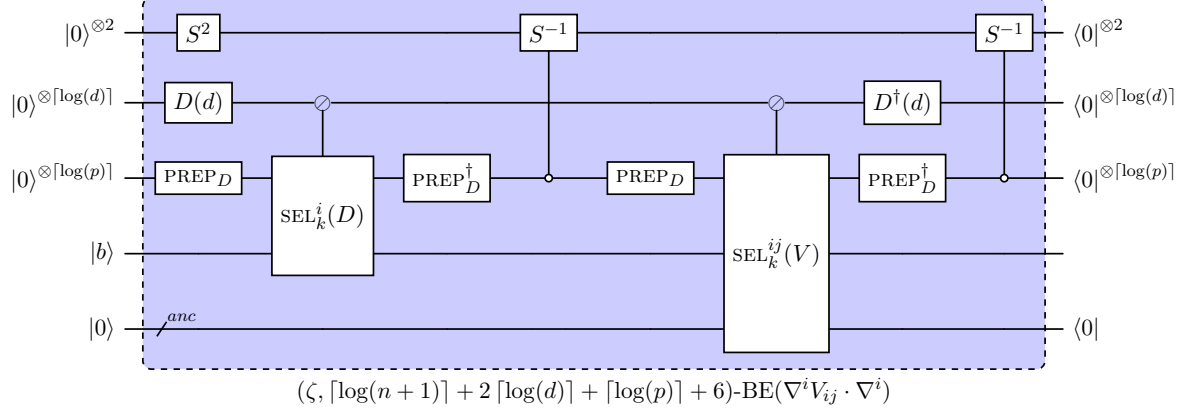 |0⟩^{⊗2} S^2 S^{-1} S^{-1} ⟨0|^{⊗2}
|0⟩^{⊗⌈log(d)⌉} D(d) D^†(d) ⟨0|^{⊗⌈log(d)⌉}
|0⟩^{⊗⌈log(p)⌉} PREP_D PREP_D^† PREP_D PREP_D^† ⟨0|^{⊗⌈log(p)⌉}
SEL_k^i(D)
|b⟩ SEL_k^{ij}(V)
anc
|0⟩ ⟨0|
(ζ, ⌈log(n + 1)⌉ + 2 ⌈log(d)⌉ + ⌈log(p)⌉ + 6)-BE(∇^i V_{ij} · ∇^i)